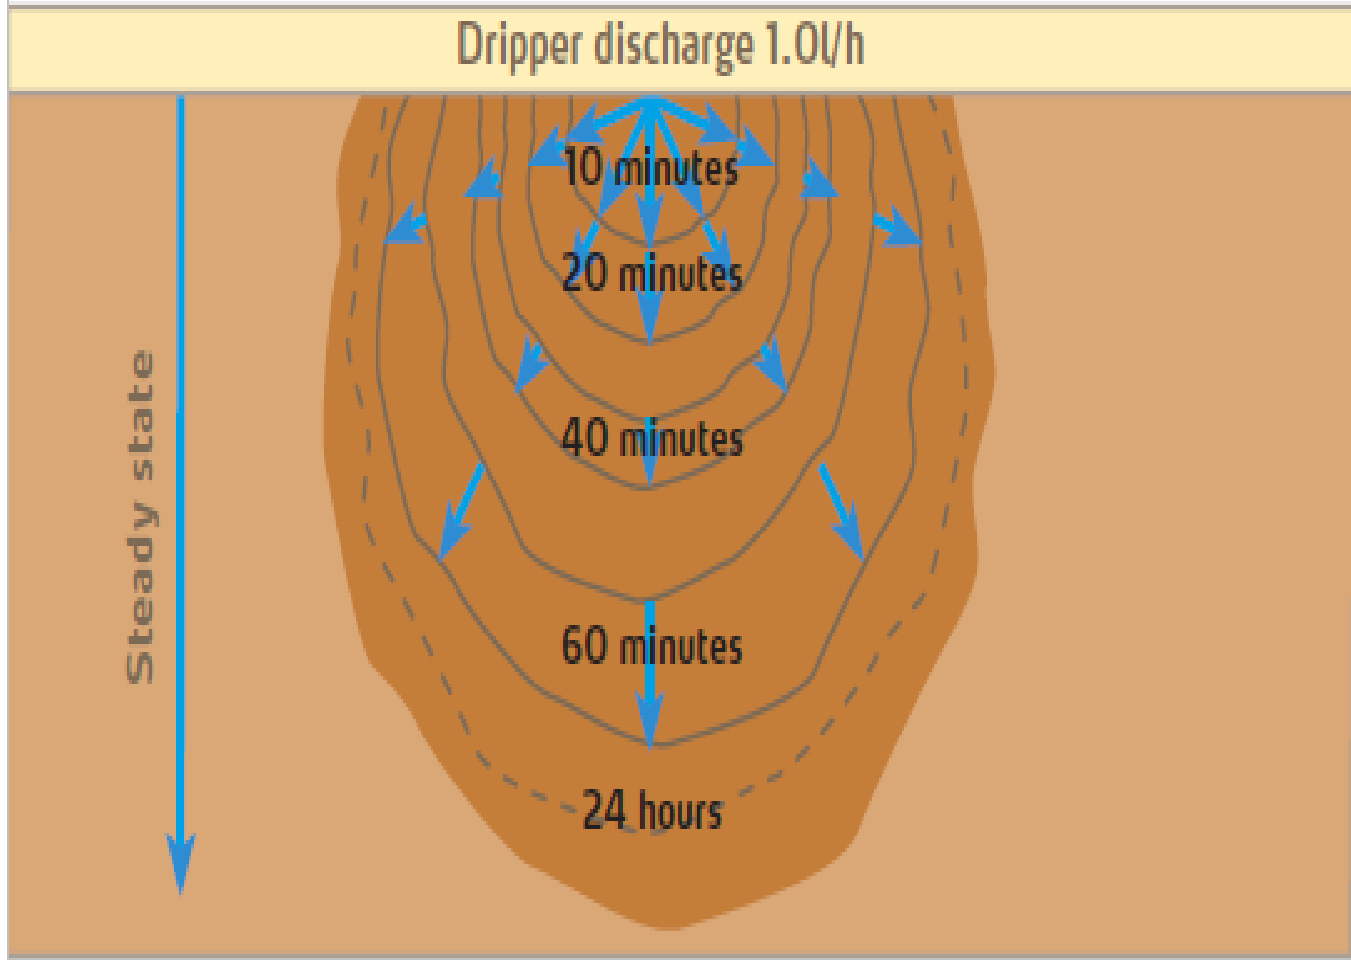 Dripper discharge 1.0l/h
10 minutes
20 minutes
40 minutes
60 minutes
24 hours
Steady state